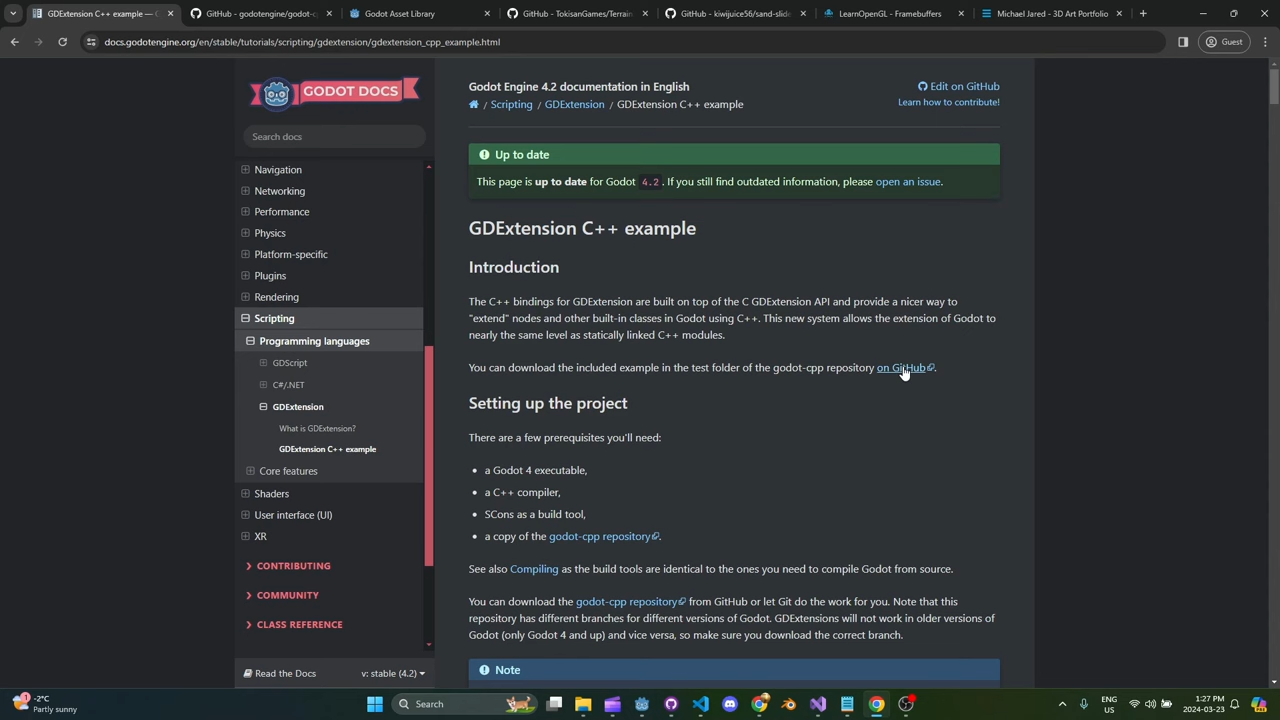 GDExtension C++ example — G
GitHub - godotengine/godot-c
Godot Asset Library
GitHub - TokisanGames/Terrain
GitHub - kiwijuice56/sand-slide
LearnOpenGL - Framebuffers
Michael Jared - 3D Art Portfolio
docs.godotengine.org/en/stable/tutorials/scripting/gdextension/gdextension_cpp_example.html
Guest
GODOT DOCS
Search docs
Navigation
Networking
Performance
Physics
Platform-specific
Plugins
Rendering
Scripting
Programming languages
GDScript
C#/.NET
GDExtension
What is GDExtension?
GDExtension C++ example
Core features
Shaders
User interface (UI)
XR
CONTRIBUTING
COMMUNITY
CLASS REFERENCE
Read the Docs
v: stable (4.2)
Godot Engine 4.2 documentation in English
Edit on GitHub
/ Scripting / GDExtension / GDExtension C++ example
Learn how to contribute!
Up to date
This page is up to date for Godot 4.2. If you still find outdated information, please open an issue.
GDExtension C++ example
Introduction
The C++ bindings for GDExtension are built on top of the C GDExtension API and provide a nicer way to
"extend" nodes and other built-in classes in Godot using C++. This new system allows the extension of Godot to
nearly the same level as statically linked C++ modules.
You can download the included example in the test folder of the godot-cpp repository on GitHub.
Setting up the project
There are a few prerequisites you'll need:
• a Godot 4 executable,
• a C++ compiler,
• SCons as a build tool,
• a copy of the godot-cpp repository.
See also Compiling as the build tools are identical to the ones you need to compile Godot from source.
You can download the godot-cpp repository from GitHub or let Git do the work for you. Note that this
repository has different branches for different versions of Godot. GDExtensions will not work in older versions of
Godot (only Godot 4 and up) and vice versa, so make sure you download the correct branch.
Note
-2°C
Partly sunny
Search
ENG
US
1:27 PM
2024-03-23